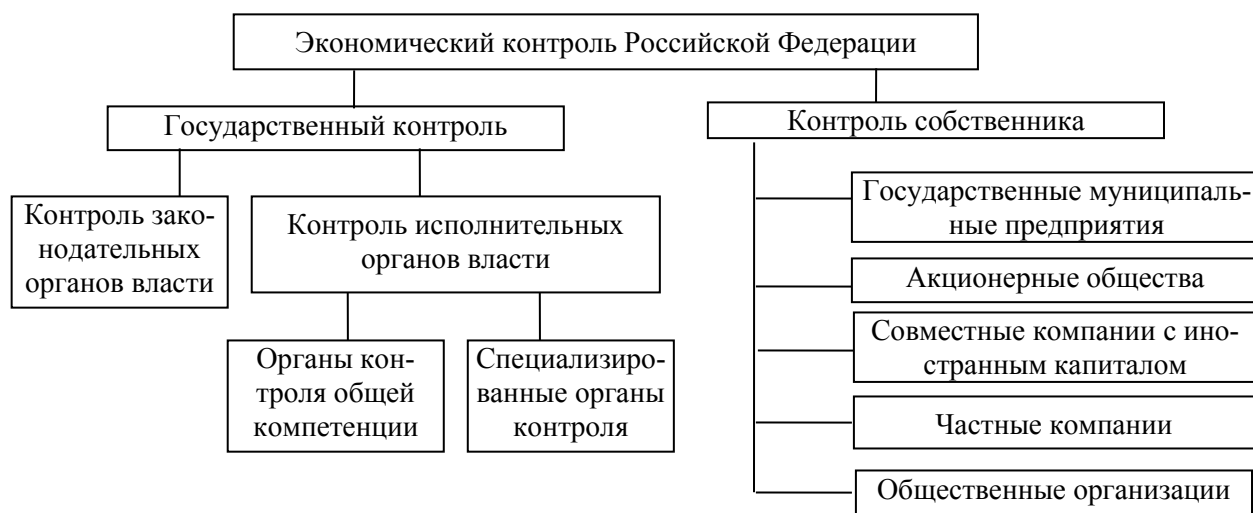 Экономический контроль Российской Федерации
Государственный контроль
Контроль собственника
Контроль зако-
нодательных
органов власти
Контроль исполнительных
органов власти
Органы кон-
троля общей
компетенции
Специализиро-
ванные органы
контроля
Государственные муниципаль-
ные предприятия
Акционерные общества
Совместные компании с ино-
странным капиталом
Частные компании
Общественные организации